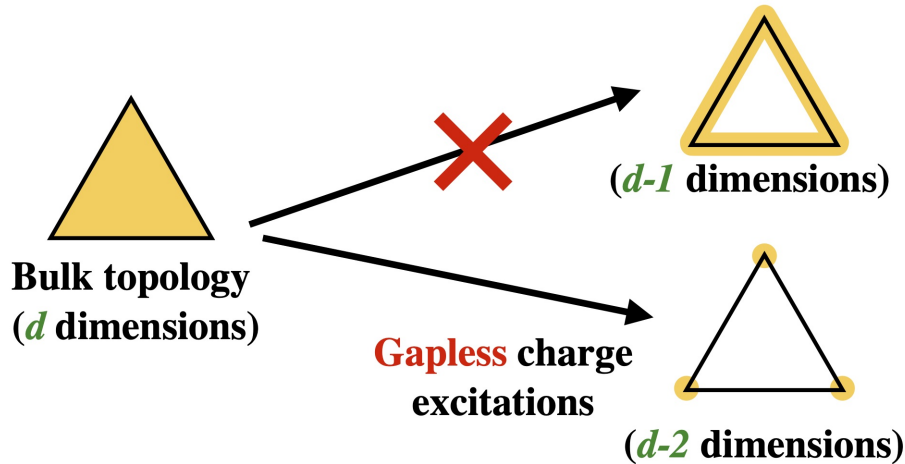 Bulk topology
(d dimensions)
(d-1 dimensions)
Gapless charge
excitations
(d-2 dimensions)